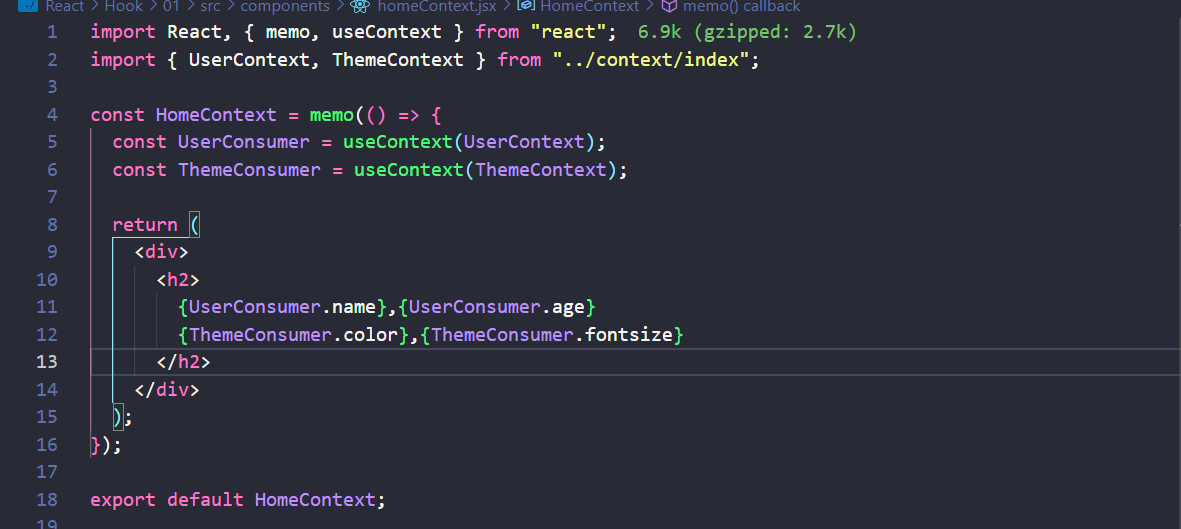 React > Hook > 01 > src > components > homeContext.jsx > HomeContext > memo() callback
1 import React, { memo, useContext } from "react"; 6.9k (gzipped: 2.7k)
2 import { UserContext, ThemeContext } from "../context/index";
3
4 const HomeContext = memo(() => {
5   const UserConsumer = useContext(UserContext);
6   const ThemeConsumer = useContext(ThemeContext);
7
8   return (
9     <div>
10       <h2>
11         {UserConsumer.name},{UserConsumer.age}
12         {ThemeConsumer.color},{ThemeConsumer.fontsize}
13       </h2>
14     </div>
15   );
16 });
17
18 export default HomeContext;
19